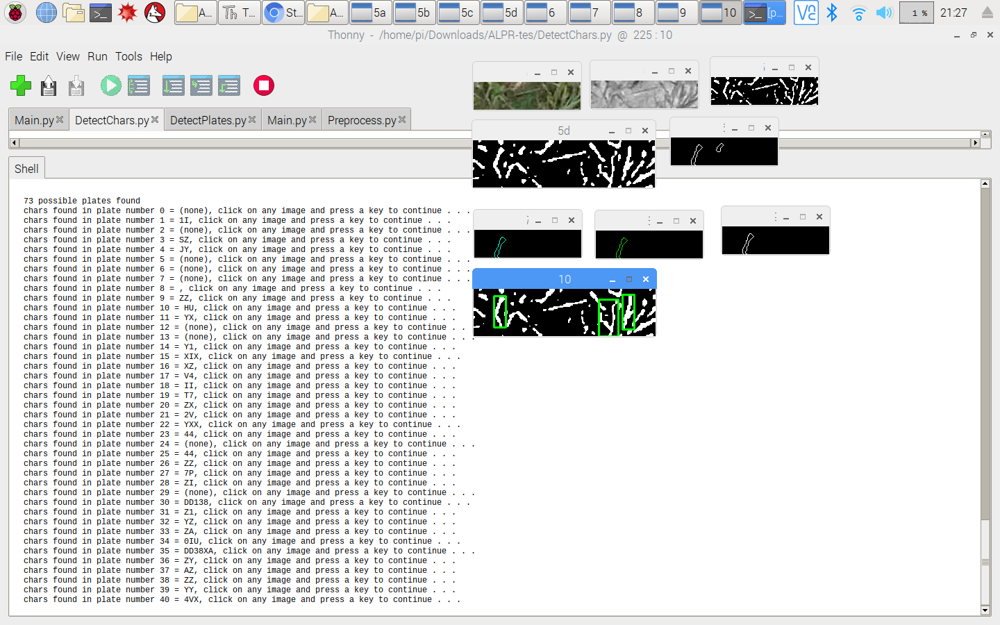 A... T... St... A... 5a 5b 5c 5d 6 7 8 9 10 [p... 1 % 21:27
Thonny - /home/pi/Downloads/ALPR-tes/DetectChars.py @ 225 : 10
File Edit View Run Tools Help
Main.py DetectChars.py DetectPlates.py Main.py Preprocess.py
5d
10
Shell
73 possible plates found
chars found in plate number 0 = (none), click on any image and press a key to continue . . .
chars found in plate number 1 = 1I, click on any image and press a key to continue . . .
chars found in plate number 2 = (none), click on any image and press a key to continue . . .
chars found in plate number 3 = SZ, click on any image and press a key to continue . . .
chars found in plate number 4 = JY, click on any image and press a key to continue . . .
chars found in plate number 5 = (none), click on any image and press a key to continue . . .
chars found in plate number 6 = (none), click on any image and press a key to continue . . .
chars found in plate number 7 = (none), click on any image and press a key to continue . . .
chars found in plate number 8 = , click on any image and press a key to continue . . .
chars found in plate number 9 = ZZ, click on any image and press a key to continue . . .
chars found in plate number 10 = HU, click on any image and press a key to continue . . .
chars found in plate number 11 = YX, click on any image and press a key to continue . . .
chars found in plate number 12 = (none), click on any image and press a key to continue . .
chars found in plate number 13 = (none), click on any image and press a key to continue . . .
chars found in plate number 14 = Y1, click on any image and press a key to continue . . .
chars found in plate number 15 = XIX, click on any image and press a key to continue . . .
chars found in plate number 16 = XZ, click on any image and press a key to continue . . .
chars found in plate number 17 = V4, click on any image and press a key to continue . . .
chars found in plate number 18 = II, click on any image and press a key to continue . . .
chars found in plate number 19 = T7, click on any image and press a key to continue . . .
chars found in plate number 20 = ZX, click on any image and press a key to continue . . .
chars found in plate number 21 = 2V, click on any image and press a key to continue . . .
chars found in plate number 22 = YXX, click on any image and press a key to continue . . .
chars found in plate number 23 = 44, click on any image and press a key to continue . . .
chars found in plate number 24 = (none), click on any image and press a key to continue . . .
chars found in plate number 25 = 44, click on any image and press a key to continue . . .
chars found in plate number 26 = ZZ, click on any image and press a key to continue . . .
chars found in plate number 27 = 7P, click on any image and press a key to continue . . .
chars found in plate number 28 = ZI, click on any image and press a key to continue . . .
chars found in plate number 29 = (none), click on any image and press a key to continue . . .
chars found in plate number 30 = DD138, click on any image and press a key to continue . . .
chars found in plate number 31 = Z1, click on any image and press a key to continue . . .
chars found in plate number 32 = YZ, click on any image and press a key to continue . . .
chars found in plate number 33 = ZA, click on any image and press a key to continue . . .
chars found in plate number 34 = 0IU, click on any image and press a key to continue . . .
chars found in plate number 35 = DD38XA, click on any image and press a key to continue . . .
chars found in plate number 36 = ZY, click on any image and press a key to continue . . .
chars found in plate number 37 = AZ, click on any image and press a key to continue . . .
chars found in plate number 38 = ZZ, click on any image and press a key to continue . . .
chars found in plate number 39 = YY, click on any image and press a key to continue . . .
chars found in plate number 40 = 4VX, click on any image and press a key to continue . . .